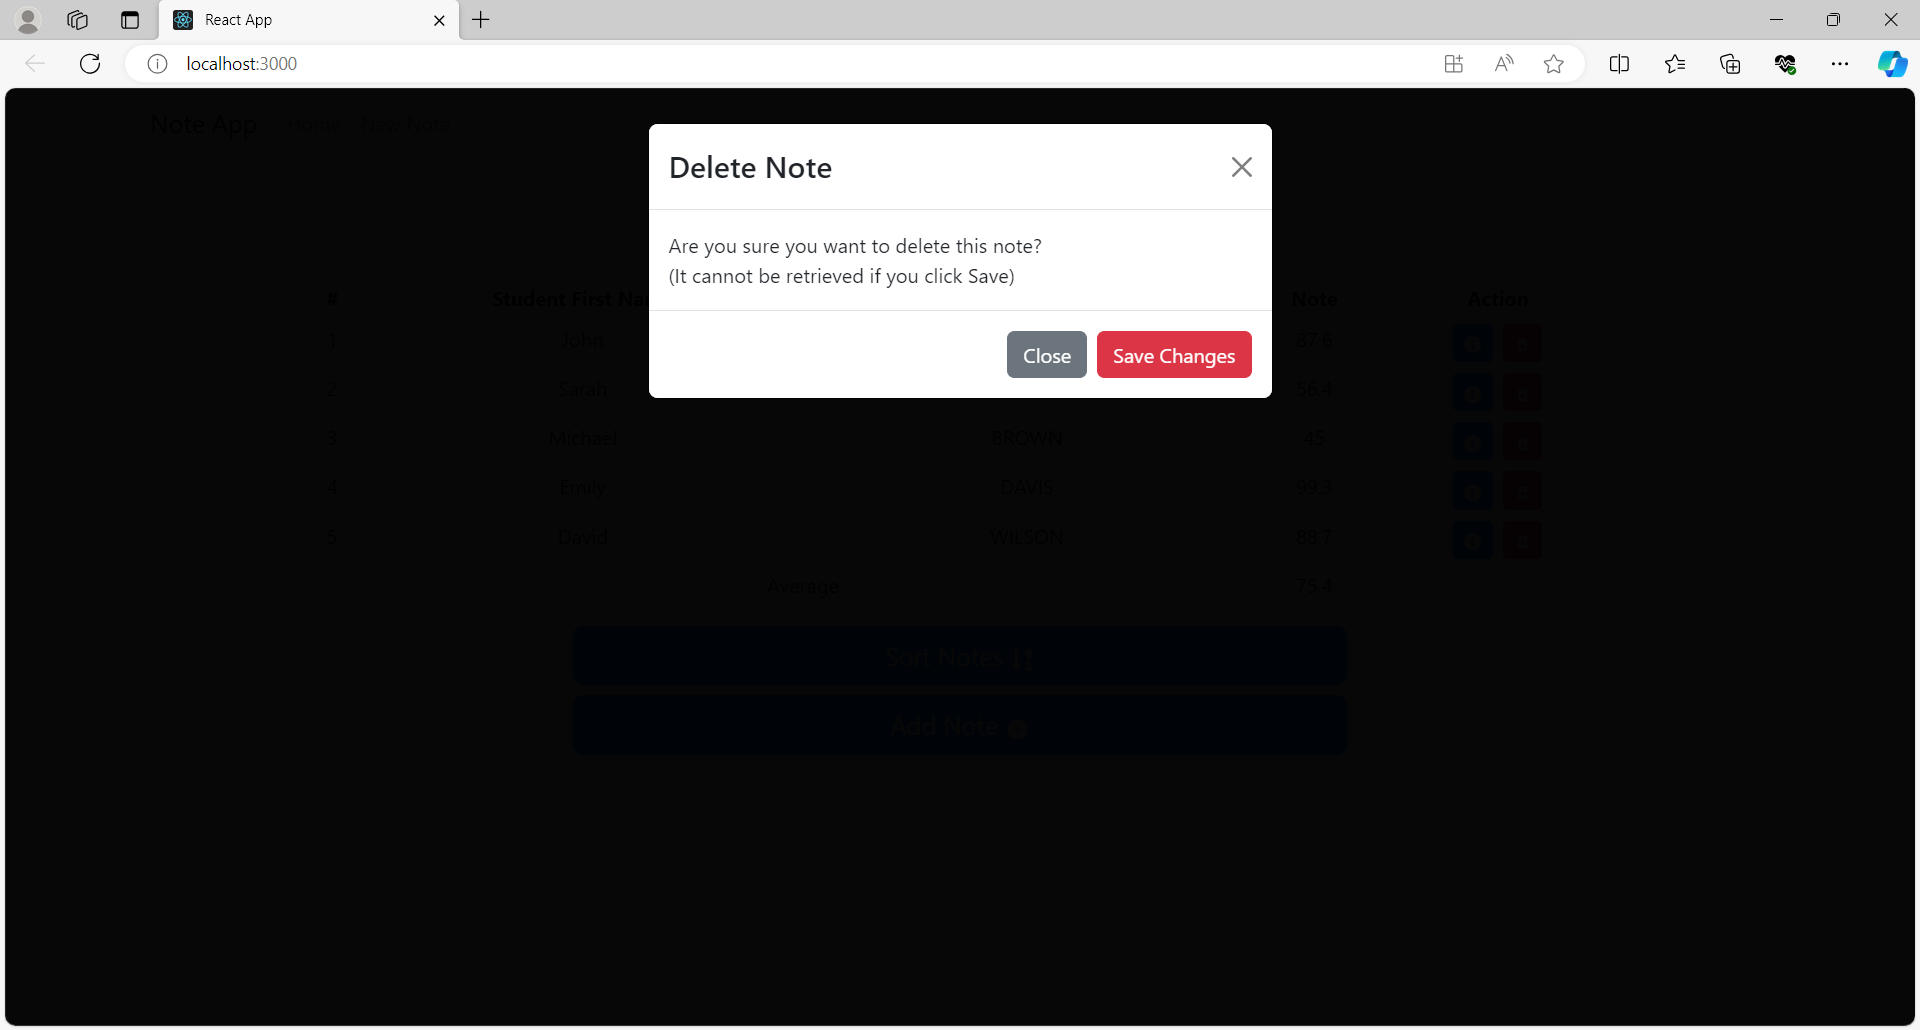 React App
localhost:3000
Note App Home New Note
Delete Note
Are you sure you want to delete this note?
(It cannot be retrieved if you click Save)
Close Save Changes
# Student First Na Note Action
1 John 87.6
2 Sarah 56.4
3 Michael BROWN 45
4 Emily DAVIS 99.3
5 David WILSON 88.7
Average 75.4
Sort Notes
Add Note